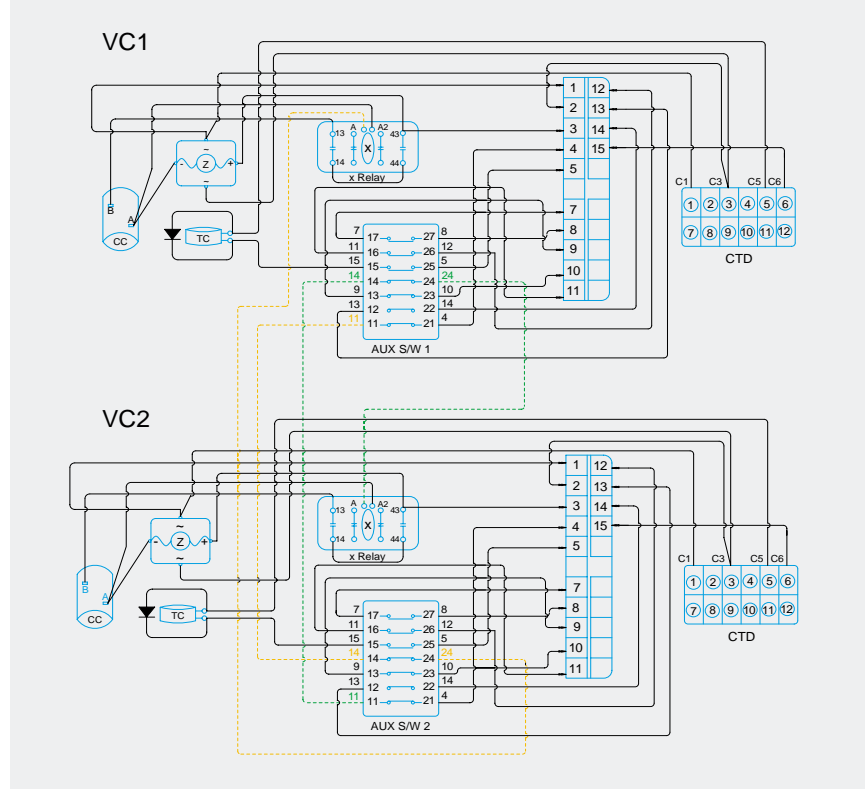 VC1
A A2
13 43
X
14 44
x Relay
~
- Z +
~
B A
CC
TC
1 12
2 13
3 14
4 15
5
7
8
9
10
11
C1 C3 C5 C6
1 2 3 4 5 6
7 8 9 10 11 12
CTD
7 17 27 8
11 16 26 12
15 15 25 5
14 14 24 24
9 13 23 10
13 12 22 14
11 11 21 4
AUX S/W 1
VC2
A A2
13 43
X
14 44
x Relay
~
- Z +
~
B A
CC
TC
1 12
2 13
3 14
4 15
5
7
8
9
10
11
C1 C3 C5 C6
1 2 3 4 5 6
7 8 9 10 11 12
CTD
7 17 27 8
11 16 26 12
15 15 25 5
14 14 24 24
9 13 23 10
13 12 22 14
11 11 21 4
AUX S/W 2